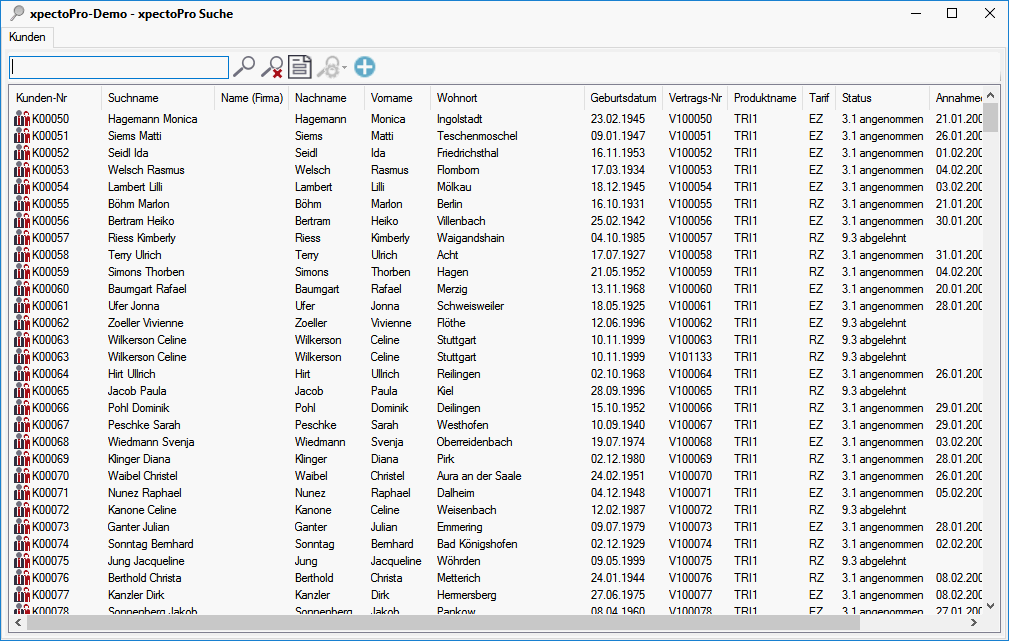 xpectoPro-Demo - xpectoPro Suche
Kunden
Kunden-Nr Suchname Name (Firma) Nachname Vorname Wohnort Geburtsdatum Vertrags-Nr Produktname Tarif Status Annahme
K00050 Hagemann Monica Hagemann Monica Ingolstadt 23.02.1945 V100050 TRI1 EZ 3.1 angenommen 21.01.200
K00051 Siems Matti Siems Matti Teschenmoschel 09.01.1947 V100051 TRI1 EZ 3.1 angenommen 26.01.200
K00052 Seidl Ida Seidl Ida Friedrichsthal 16.11.1953 V100052 TRI1 EZ 3.1 angenommen 01.02.200
K00053 Welsch Rasmus Welsch Rasmus Flomborn 17.03.1934 V100053 TRI1 EZ 3.1 angenommen 04.02.200
K00054 Lambert Lilli Lambert Lilli Mölkau 18.12.1945 V100054 TRI1 EZ 3.1 angenommen 03.02.200
K00055 Böhm Marlon Böhm Marlon Berlin 16.10.1931 V100055 TRI1 RZ 3.1 angenommen 21.01.200
K00056 Bertram Heiko Bertram Heiko Villenbach 25.02.1942 V100056 TRI1 EZ 3.1 angenommen 30.01.200
K00057 Riess Kimberly Riess Kimberly Waigandshain 04.10.1985 V100057 TRI1 RZ 9.3 abgelehnt
K00058 Terry Ulrich Terry Ulrich Acht 17.07.1927 V100058 TRI1 RZ 3.1 angenommen 31.01.200
K00059 Simons Thorben Simons Thorben Hagen 21.05.1952 V100059 TRI1 RZ 3.1 angenommen 04.02.200
K00060 Baumgart Rafael Baumgart Rafael Merzig 13.11.1968 V100060 TRI1 EZ 3.1 angenommen 20.01.200
K00061 Ufer Jonna Ufer Jonna Schweisweiler 18.05.1925 V100061 TRI1 EZ 3.1 angenommen 28.01.200
K00062 Zoeller Vivienne Zoeller Vivienne Flöthe 12.06.1996 V100062 TRI1 EZ 9.3 abgelehnt
K00063 Wilkerson Celine Wilkerson Celine Stuttgart 10.11.1999 V100063 TRI1 RZ 9.3 abgelehnt
K00063 Wilkerson Celine Wilkerson Celine Stuttgart 10.11.1999 V101133 TRI1 RZ 9.3 abgelehnt
K00064 Hirt Ullrich Hirt Ullrich Reilingen 02.10.1968 V100064 TRI1 EZ 3.1 angenommen 26.01.200
K00065 Jacob Paula Jacob Paula Kiel 28.09.1996 V100065 TRI1 RZ 9.3 abgelehnt
K00066 Pohl Dominik Pohl Dominik Deilingen 15.10.1952 V100066 TRI1 RZ 3.1 angenommen 29.01.200
K00067 Peschke Sarah Peschke Sarah Westhofen 10.09.1940 V100067 TRI1 EZ 3.1 angenommen 29.01.200
K00068 Wiedmann Svenja Wiedmann Svenja Oberreidenbach 19.07.1974 V100068 TRI1 EZ 3.1 angenommen 03.02.200
K00069 Klinger Diana Klinger Diana Pirk 02.12.1980 V100069 TRI1 RZ 3.1 angenommen 28.01.200
K00070 Waibel Christel Waibel Christel Aura an der Saale 24.02.1951 V100070 TRI1 RZ 3.1 angenommen 26.01.200
K00071 Nunez Raphael Nunez Raphael Dalheim 04.12.1948 V100071 TRI1 EZ 3.1 angenommen 05.02.200
K00072 Kanone Celine Kanone Celine Weisenbach 12.02.1987 V100072 TRI1 RZ 9.3 abgelehnt
K00073 Ganter Julian Ganter Julian Emmering 09.07.1979 V100073 TRI1 EZ 3.1 angenommen 28.01.200
K00074 Sonntag Bernhard Sonntag Bernhard Bad Königshofen 02.12.1929 V100074 TRI1 RZ 3.1 angenommen 02.02.200
K00075 Jung Jacqueline Jung Jacqueline Wöhrden 09.05.1999 V100075 TRI1 RZ 9.3 abgelehnt
K00076 Berthold Christa Berthold Christa Metterich 24.01.1944 V100076 TRI1 RZ 3.1 angenommen 08.02.200
K00077 Kanzler Dirk Kanzler Dirk Hermersberg 27.06.1975 V100077 TRI1 EZ 3.1 angenommen 08.02.200
K00078 Sonnenberg Jakob Sonnenberg Jakob Pankow 08.04.1960 V100078 TRI1 EZ 3.1 angenommen 27.01.200